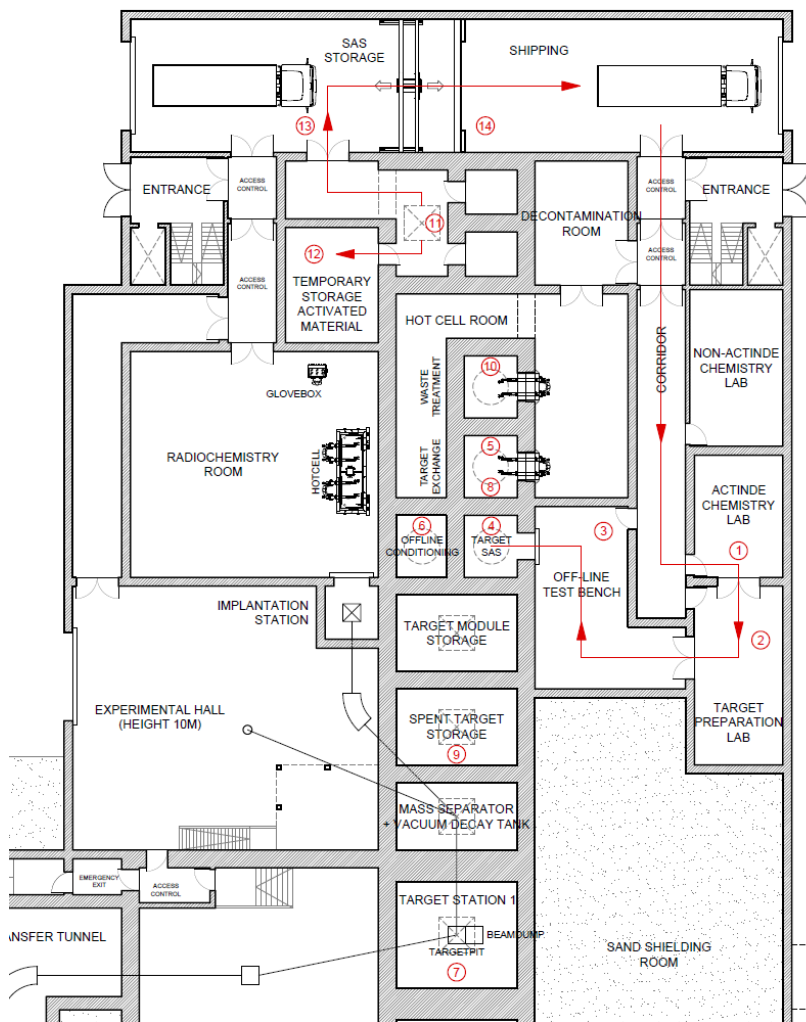 SAS
STORAGE
SHIPPING
13
14
ENTRANCE
ACCESS
CONTROL
ACCESS
CONTROL
ENTRANCE
DECONTAMINATION
ROOM
11
12
ACCESS
CONTROL
ACCESS
CONTROL
TEMPORARY
STORAGE
ACTIVATED
MATERIAL
HOT CELL ROOM
CORRIDOR
NON-ACTINDE
CHEMISTRY
LAB
GLOVEBOX
WASTE
TREATMENT
10
RADIOCHEMISTRY
ROOM
HOTCELL
TARGET
EXCHANGE
5
8
ACTINDE
CHEMISTRY
LAB
6
OFFLINE
CONDITIONING
4
TARGET
SAS
3
1
OFF-LINE
TEST BENCH
IMPLANTATION
STATION
TARGET MODULE
STORAGE
2
EXPERIMENTAL HALL
(HEIGHT 10M)
SPENT TARGET
STORAGE
9
TARGET
PREPARATION
LAB
MASS SEPARATOR
+ VACUUM DECAY TANK
EMERGENCY
EXIT
ACCESS
CONTROL
TARGET STATION 1
ANSFER TUNNEL
BEAMDUMP
TARGETPIT
7
SAND SHIELDING
ROOM